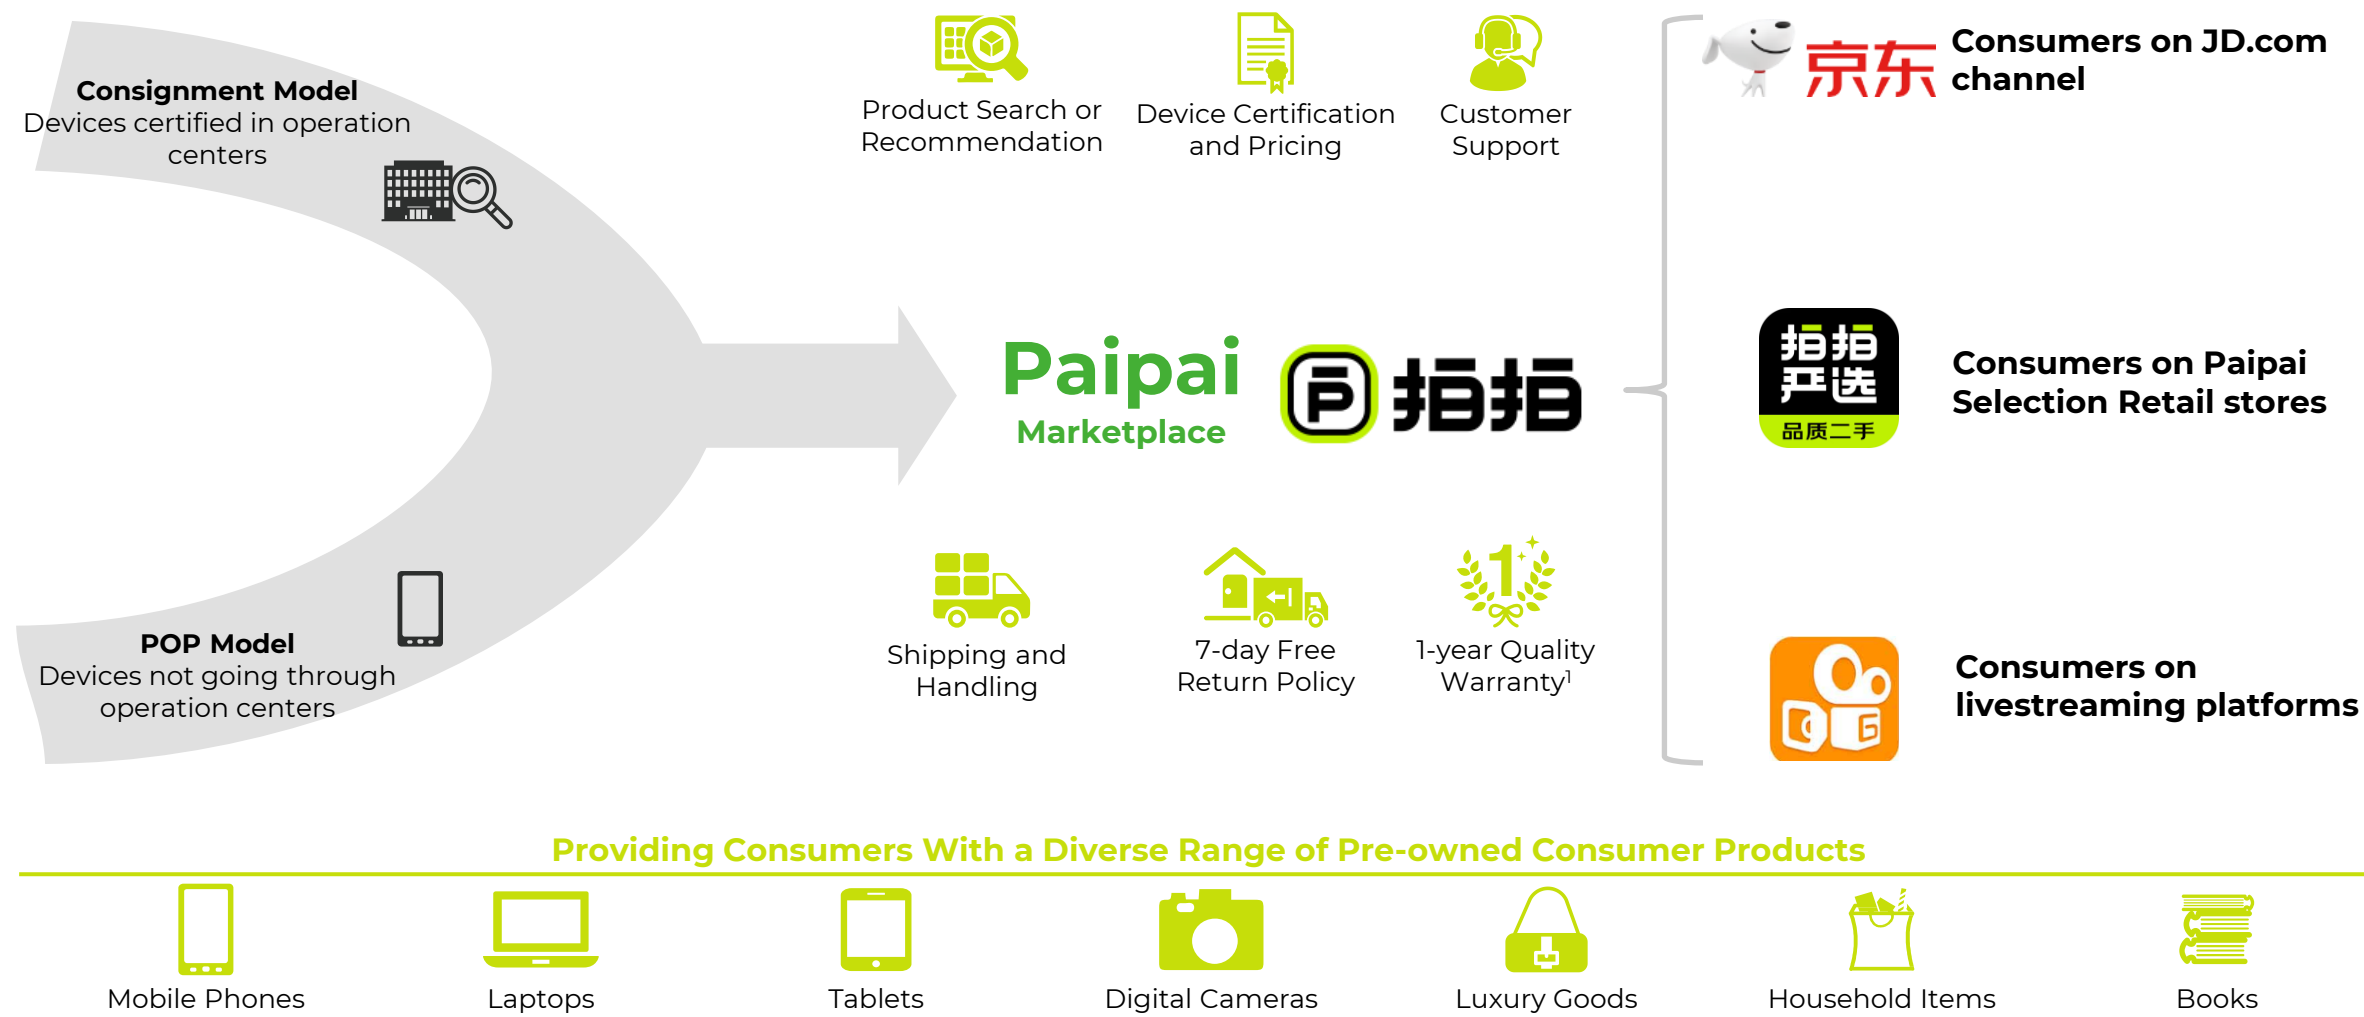 Consignment Model
Devices certified in operation
centers
POP Model
Devices not going through
operation centers
Product Search or
Recommendation
Device Certification
and Pricing
Customer
Support
Paipai
Marketplace
P 拍拍
Shipping and
Handling
7-day Free
Return Policy
1
1-year Quality
Warranty¹
京东
Consumers on JD.com
channel
拍拍
严选
品质二手
Consumers on Paipai
Selection Retail stores
Consumers on
livestreaming platforms
Providing Consumers With a Diverse Range of Pre-owned Consumer Products
Mobile Phones
Laptops
Tablets
Digital Cameras
Luxury Goods
Household Items
Books